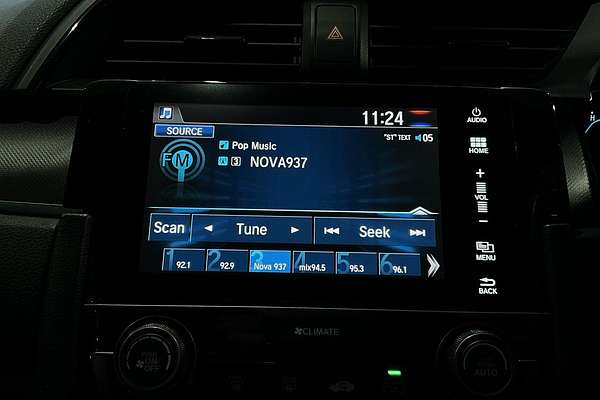 11:24
AUDIO
SOURCE
"ST" TEXT 05
HOME
FM
Pop Music
3 NOVA937
+
VOL
−
Scan Tune Seek
MENU
1 92.1
2 92.9
3 Nova 937
4 mix94.5
5 95.3
6 96.1
BACK
CLIMATE
ON/OFF
AUTO